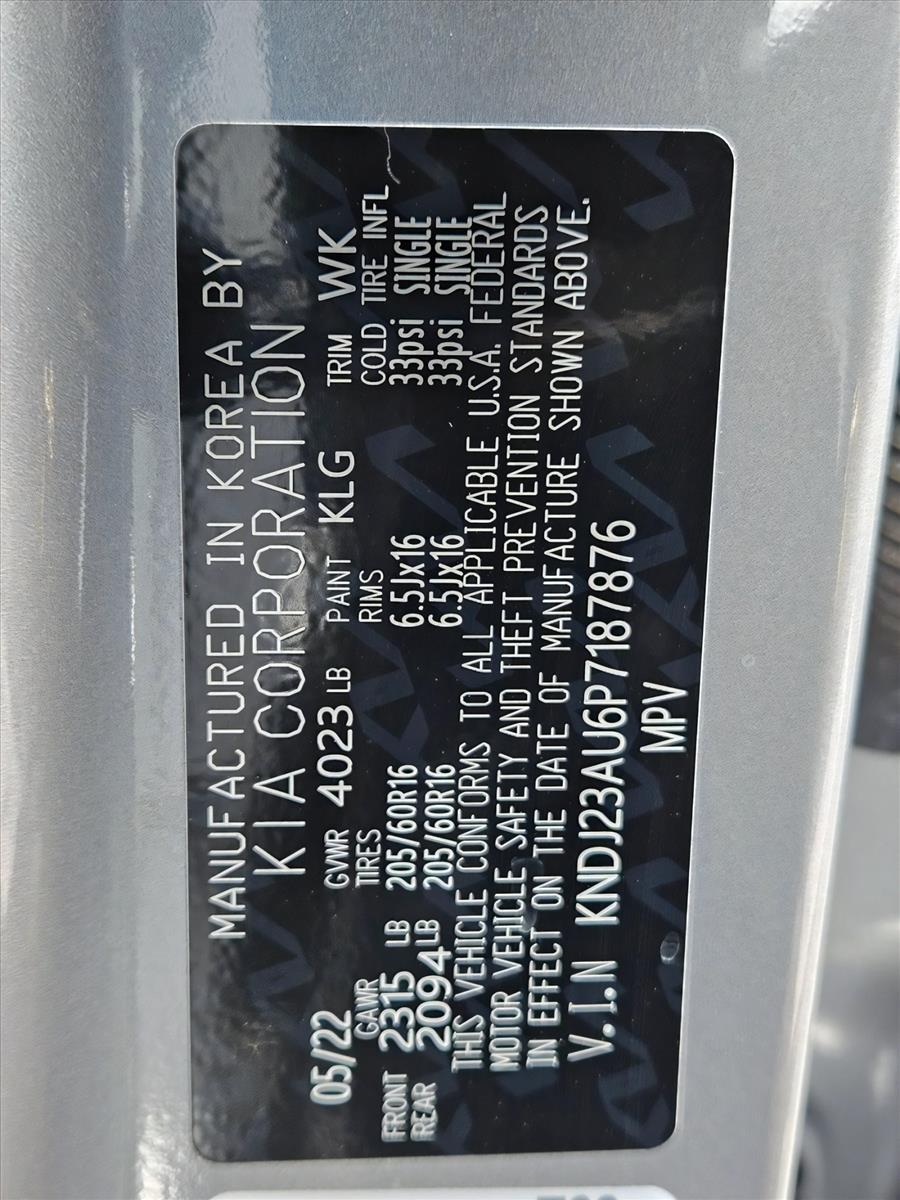 MANUFACTURED IN KOREA BY
KIA CORPORATION
05/22 GVWR 4023 LB PAINT KLG TRIM WK
GAWR TIRES RIMS COLD TIRE INFL
FRONT 2315 LB 205/60R16 6.5Jx16 33psi SINGLE
REAR 2094 LB 205/60R16 6.5Jx16 33psi SINGLE
THIS VEHICLE CONFORMS TO ALL APPLICABLE U.S.A. FEDERAL
MOTOR VEHICLE SAFETY AND THEFT PREVENTION STANDARDS
IN EFFECT ON THE DATE OF MANUFACTURE SHOWN ABOVE.
V.I.N KNDJ23AU6P7187876
MPV